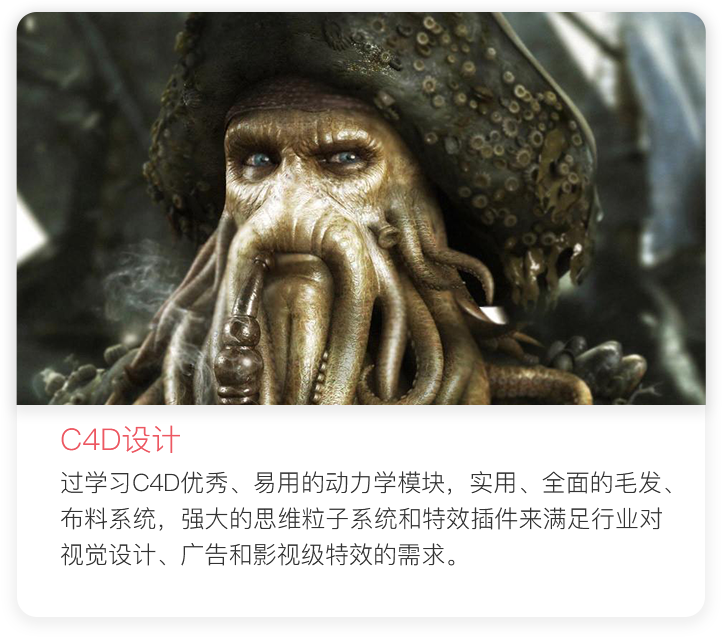 C4D设计
过学习C4D优秀、易用的动力学模块，实用、全面的毛发、
布料系统，强大的思维粒子系统和特效插件来满足行业对
视觉设计、广告和影视级特效的需求。